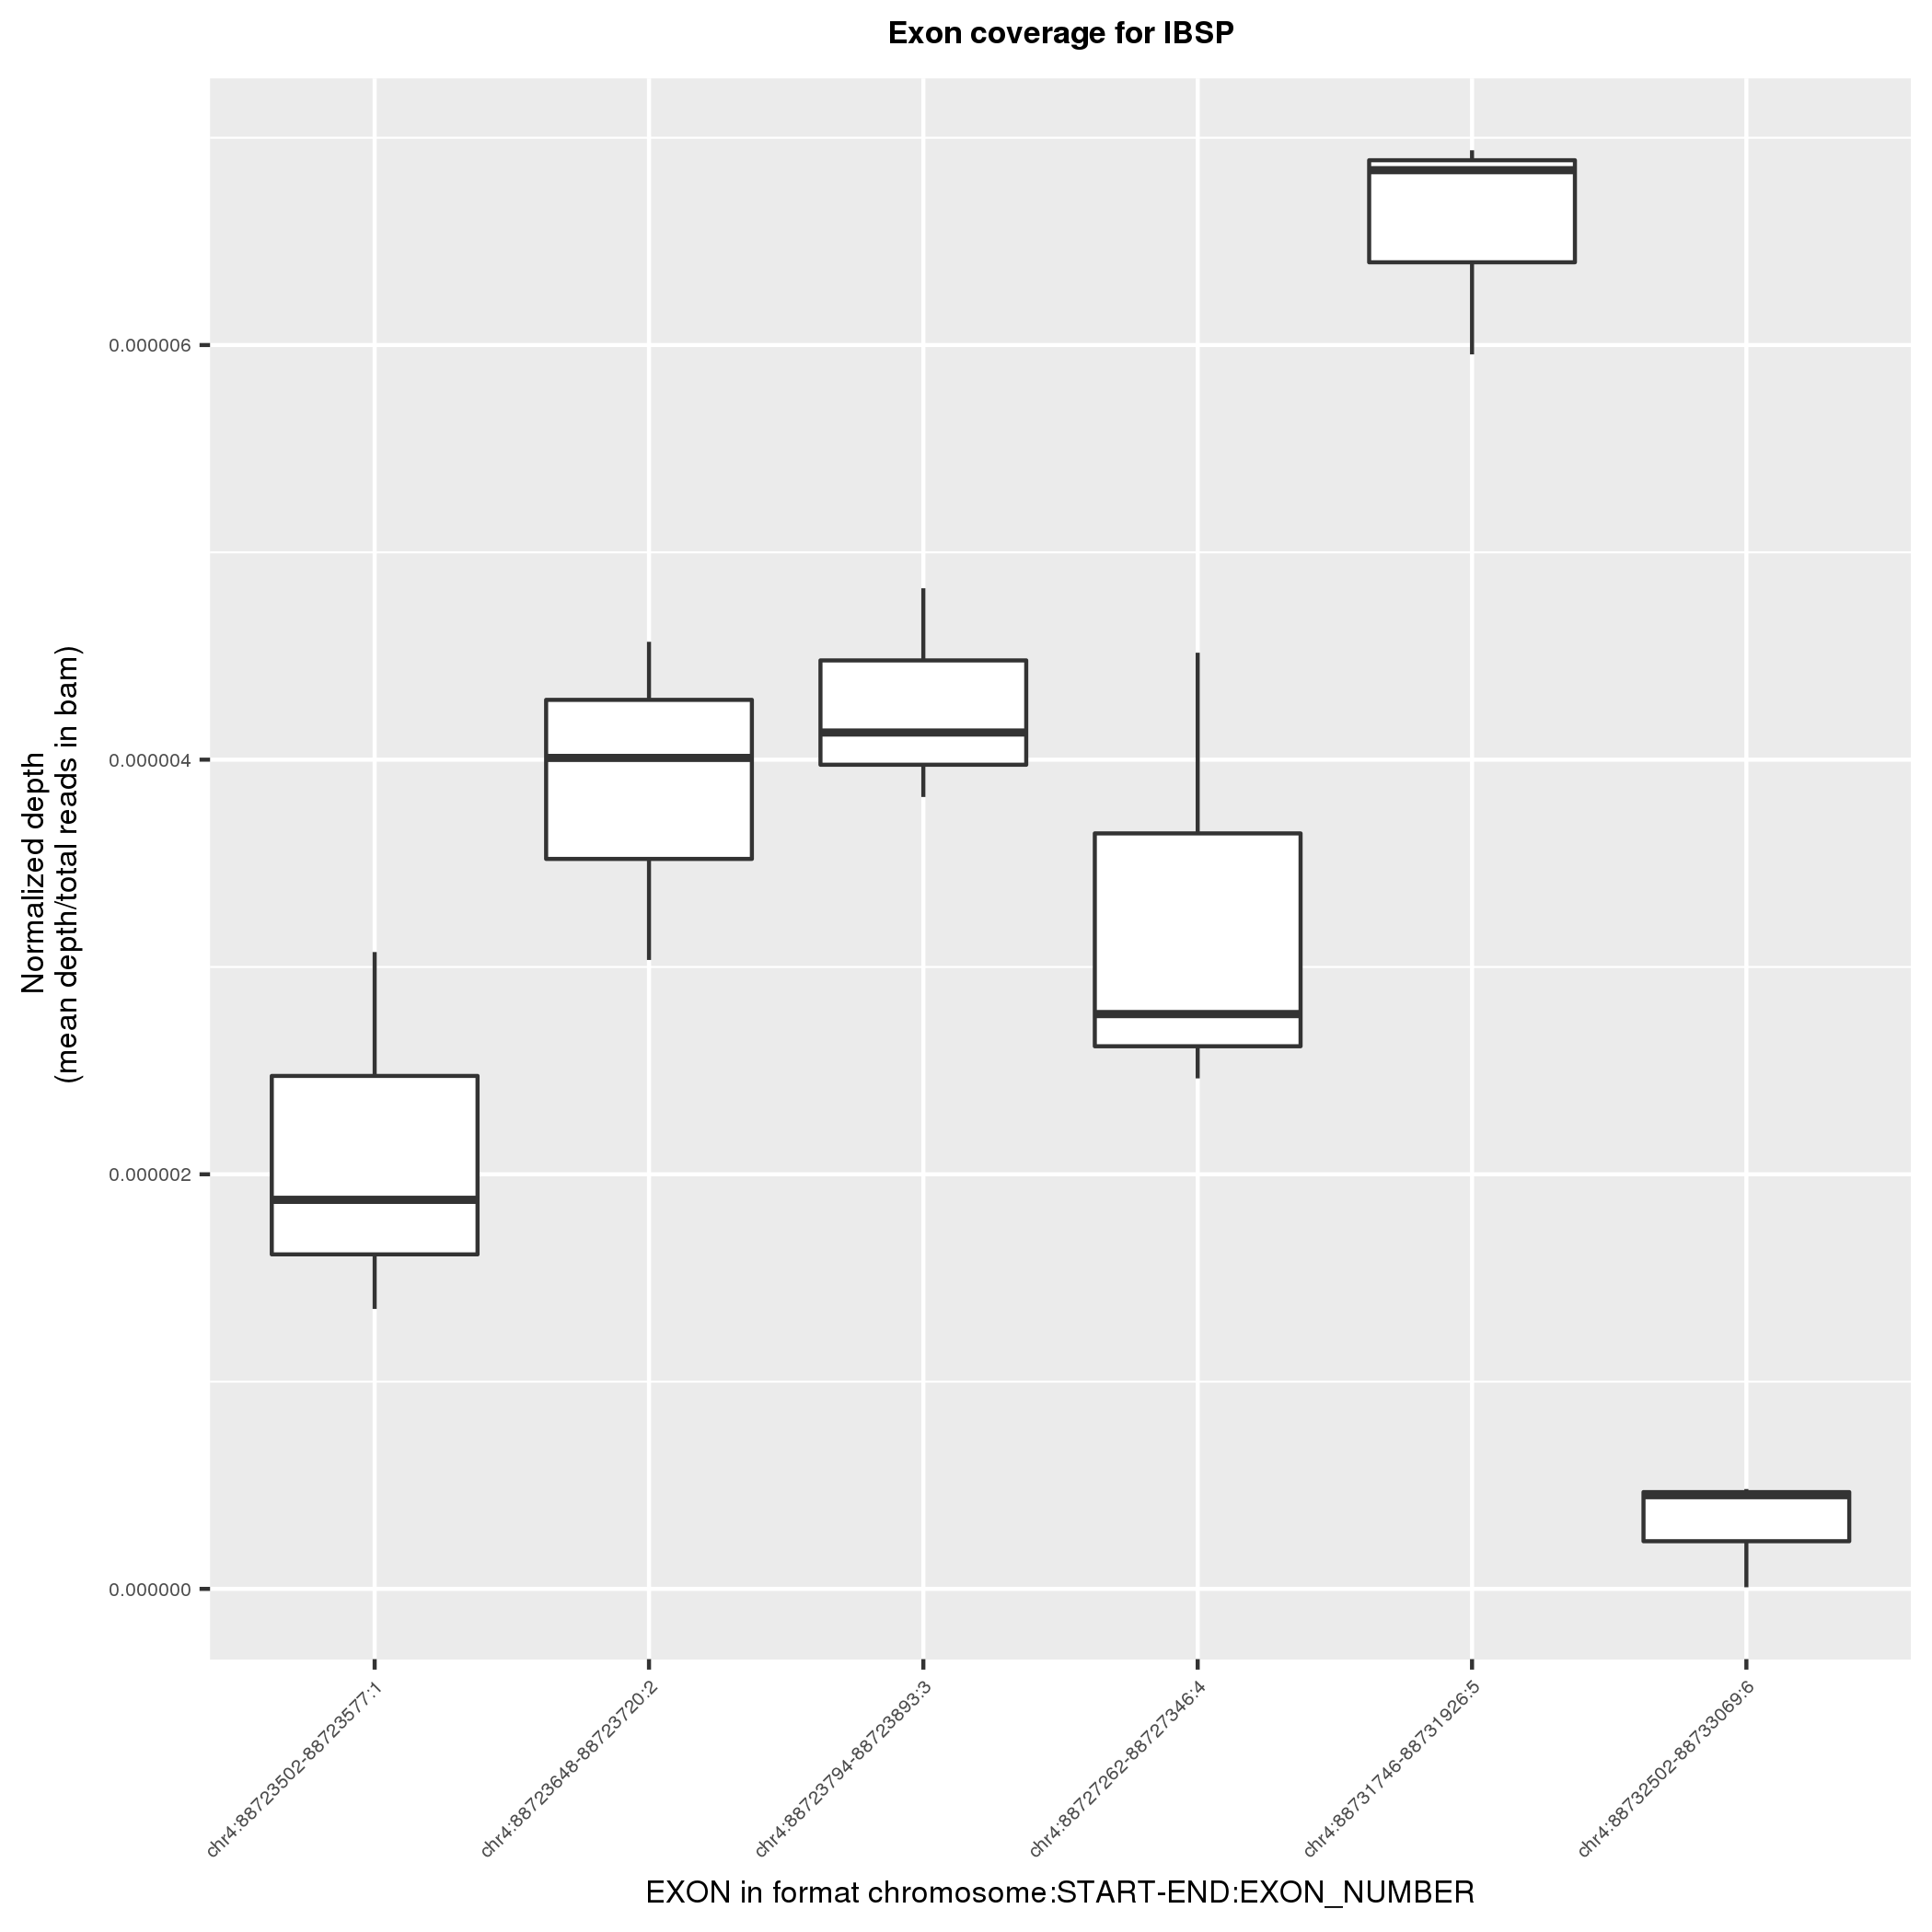 Exon coverage for IBSP
Normalized depth
(mean depth/total reads in bam)
0.000006
0.000004
0.000002
0.000000
chr4:88723502-88723577:1
chr4:88723648-88723720:2
chr4:88723794-88723893:3
chr4:88727262-88727346:4
chr4:88731746-88731926:5
chr4:88732502-88733069:6
EXON in format chromosome:START-END:EXON_NUMBER